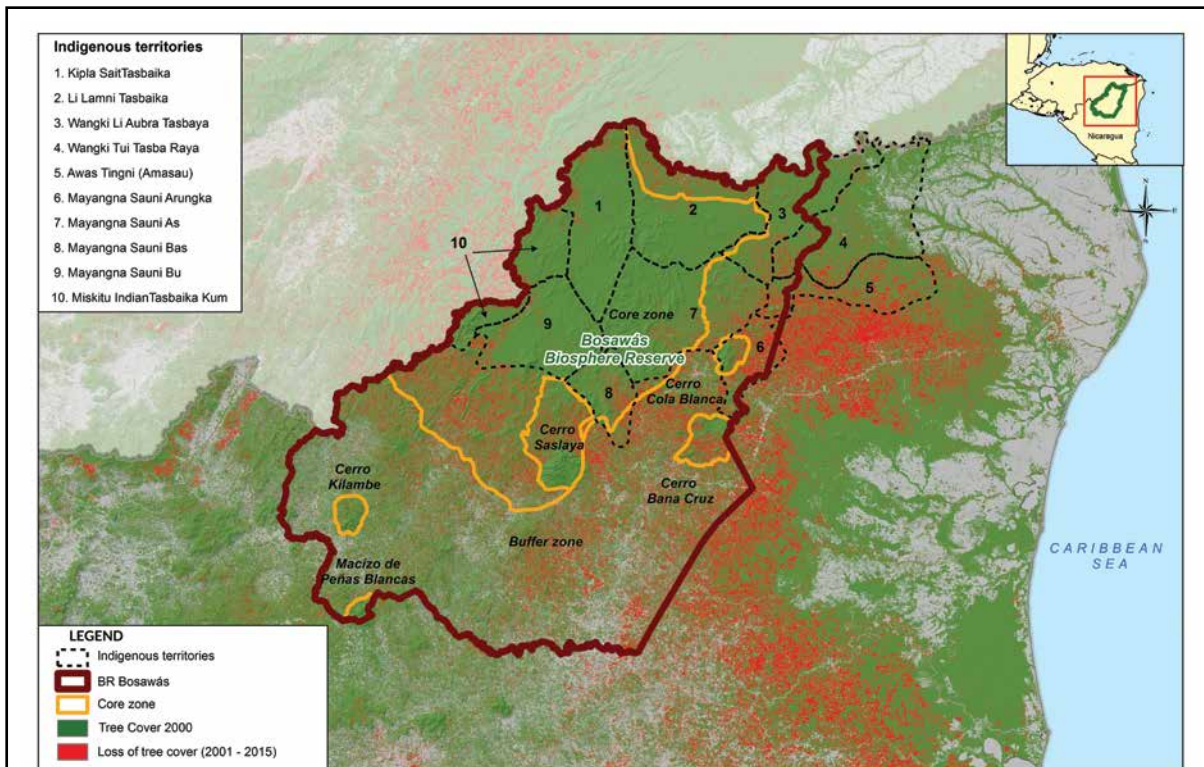 Indigenous territories
1. Kipla SaitTasbaika
2. Li Lamni Tasbaika
3. Wangki Li Aubra Tasbaya
4. Wangki Tui Tasba Raya
5. Awas Tingni (Amasau)
6. Mayangna Sauni Arungka
7. Mayangna Sauni As
8. Mayangna Sauni Bas
9. Mayangna Sauni Bu
10. Miskitu IndianTasbaika Kum
Nicaragua
N
1
2
3
10
4
5
9
Core zone
7
Bosawás
Biosphere Reserve
6
8
Cerro
Cola Blanca
Cerro
Saslaya
Cerro
Kilambe
Cerro
Bana Cruz
Buffer zone
Macizo de
Peñas Blancas
CARIBBEAN
SEA
LEGEND
Indigenous territories
BR Bosawás
Core zone
Tree Cover 2000
Loss of tree cover (2001 - 2015)